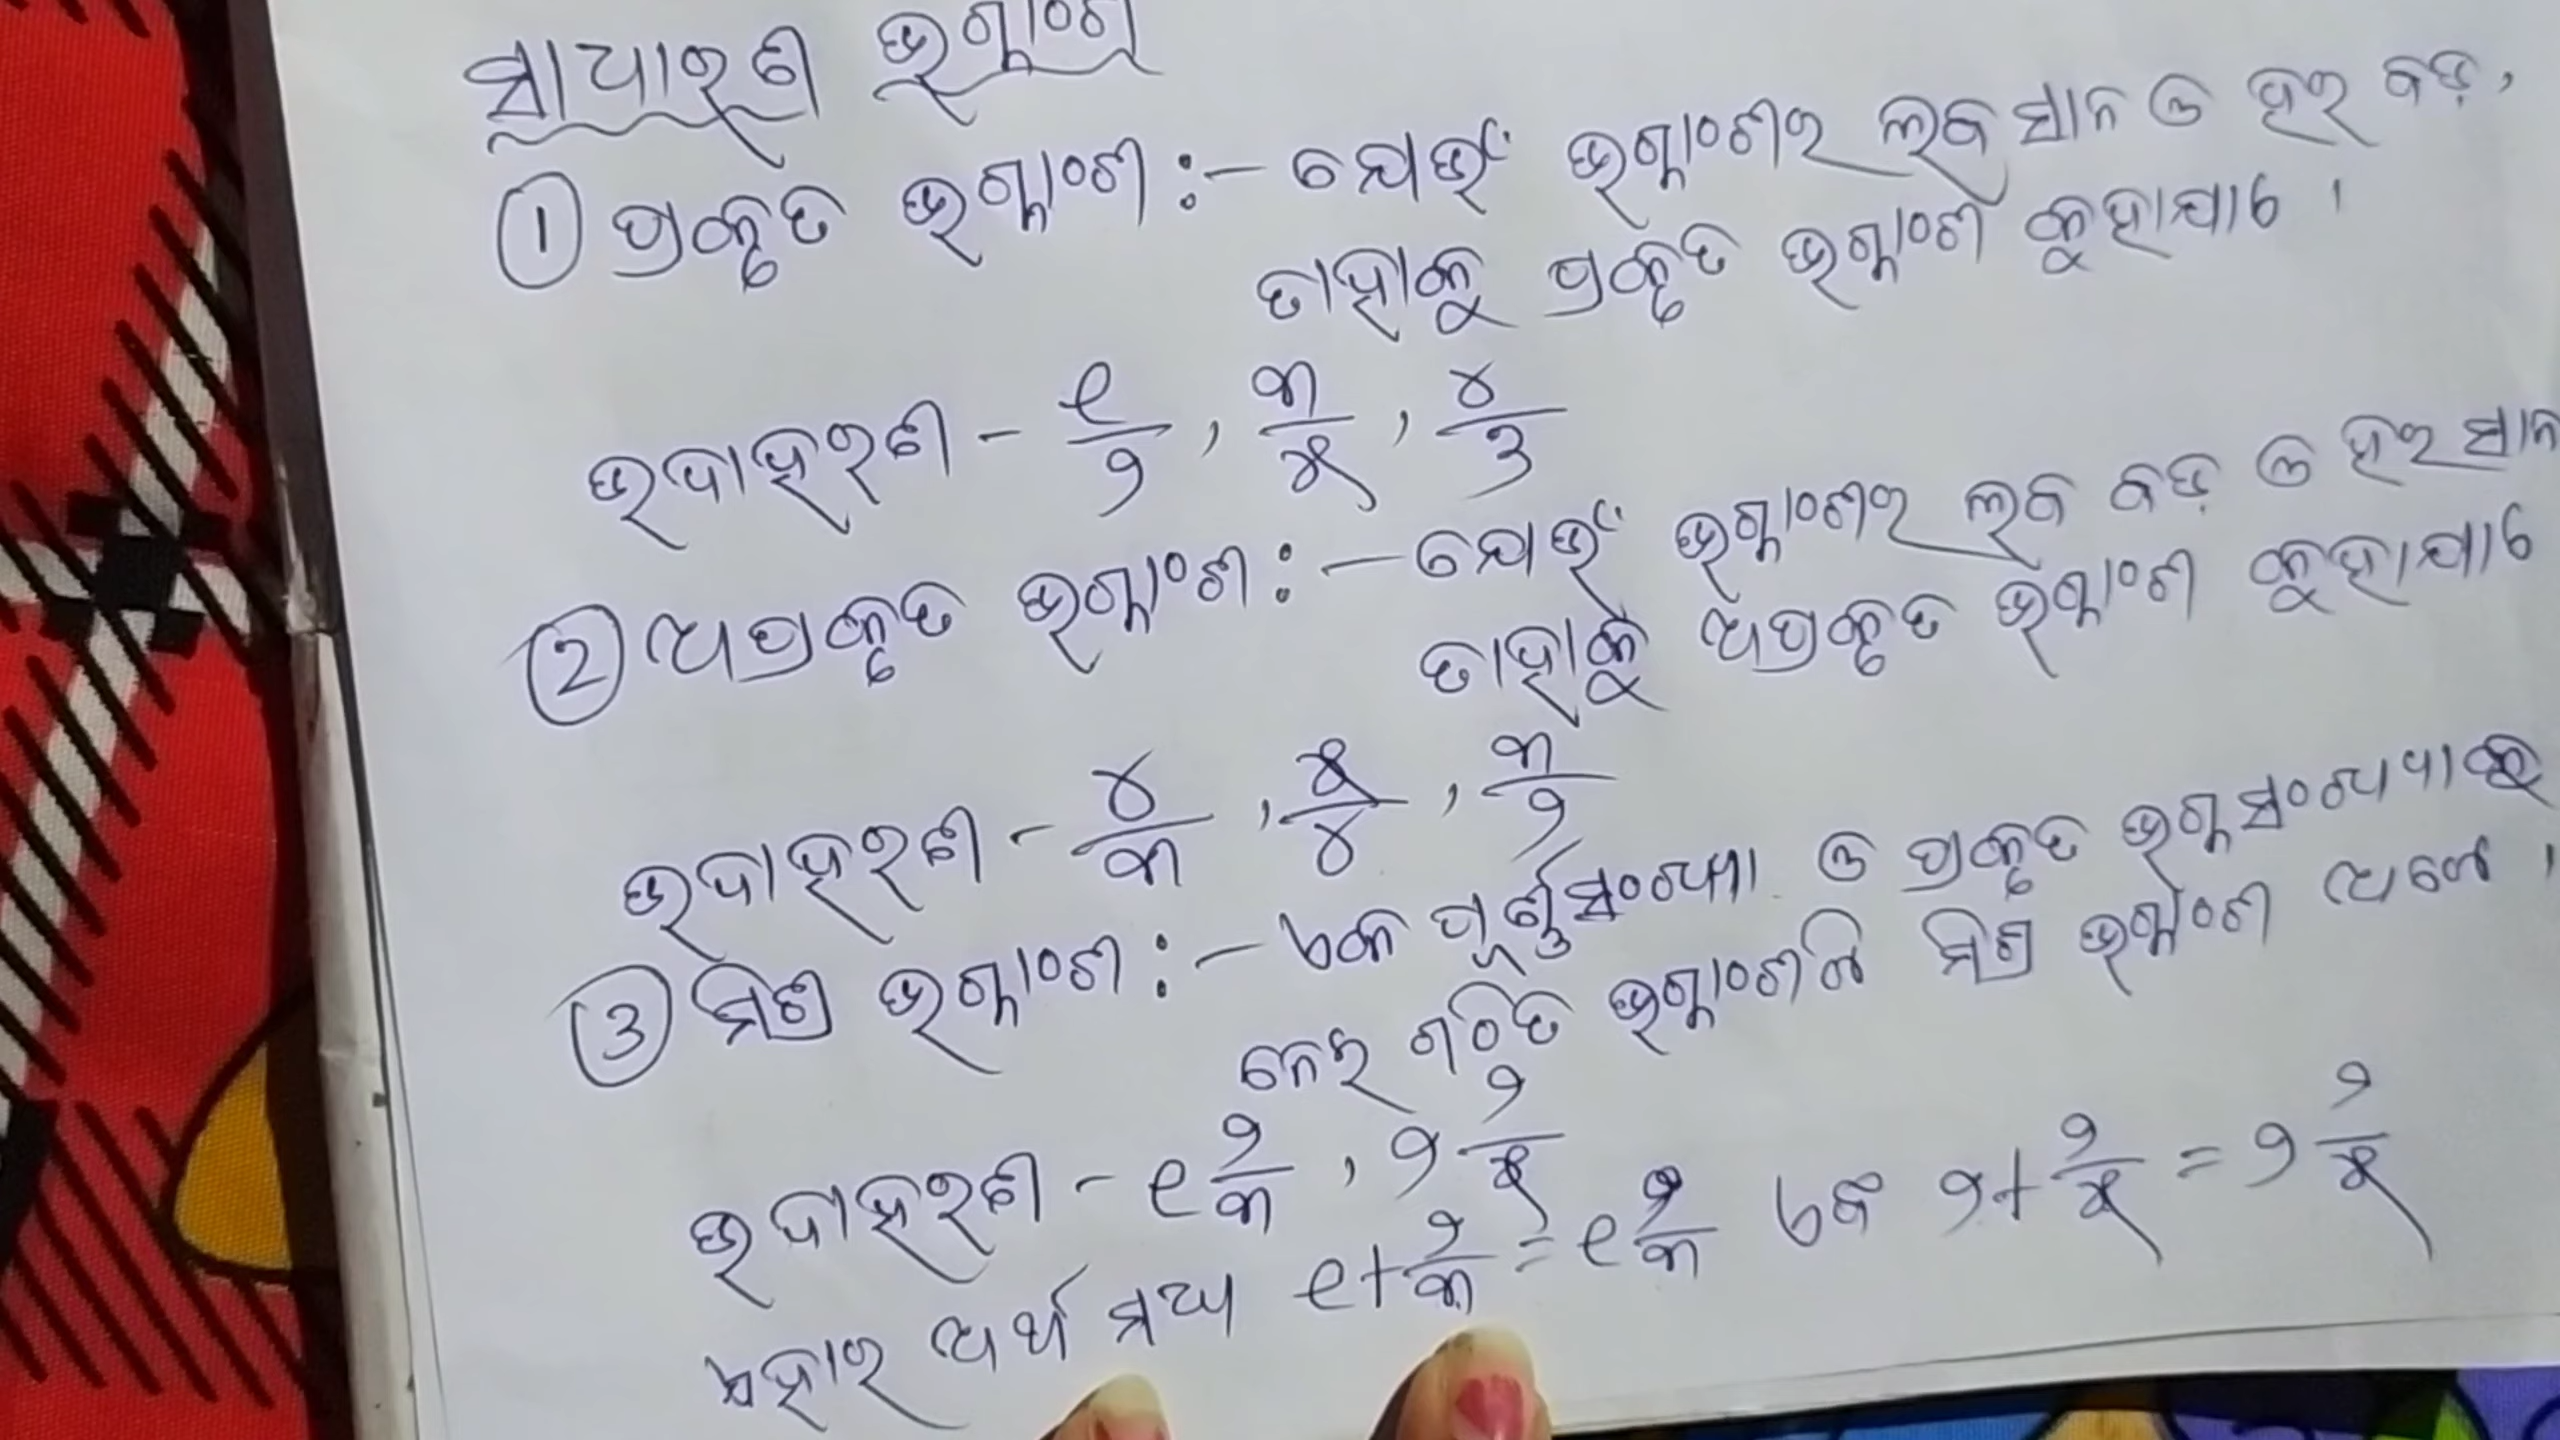 ସାଧାରଣ ଭଗ୍ନାଂଶ
① ପ୍ରକୃତ ଭଗ୍ନାଂଶ :- ଯେଉଁ ଭଗ୍ନାଂଶର ଲବ ସାନ ଓ ହର ବଡ଼,
ତାହାକୁ ପ୍ରକୃତ ଭଗ୍ନାଂଶ କୁହାଯାଏ ।
ଉଦାହରଣ - ୧/୨, ୩/୫, ୪/୬
② ଅପ୍ରକୃତ ଭଗ୍ନାଂଶ :- ଯେଉଁ ଭଗ୍ନାଂଶର ଲବ ବଡ଼ ଓ ହର ସାନ
ତାହାକୁ ଅପ୍ରକୃତ ଭଗ୍ନାଂଶ କୁହାଯାଏ
ଉଦାହରଣ - ୪/୩, ୫/୪, ୩/୨
③ ମିଶ୍ର ଭଗ୍ନାଂଶ :- ଏକ ପୂର୍ଣ୍ଣସଂଖ୍ୟା ଓ ପ୍ରକୃତ ଭଗ୍ନସଂଖ୍ୟାକୁ
ନେଇ ଗଠିତ ଭଗ୍ନାଂଶଟି ମିଶ୍ର ଭଗ୍ନାଂଶ ଅଟେ ।
ଉଦାହରଣ - ୧ ୨/୩, ୨ ୨/୫
ଏହାର ଅର୍ଥ ମଧ୍ୟ ୧+୨/୩ = ୧ ୨/୩ ଏବଂ ୨+୨/୫ = ୨ ୨/୫